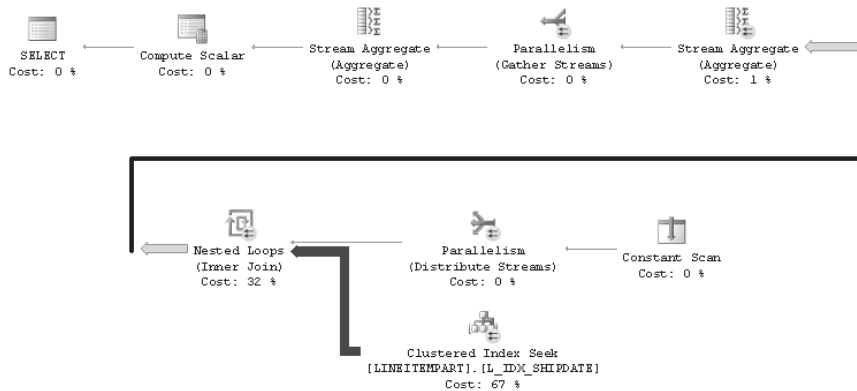 SELECT
Cost: 0 %
Compute Scalar
Cost: 0 %
Stream Aggregate
(Aggregate)
Cost: 0 %
Parallelism
(Gather Streams)
Cost: 0 %
Stream Aggregate
(Aggregate)
Cost: 1 %
Nested Loops
(Inner Join)
Cost: 32 %
Parallelism
(Distribute Streams)
Cost: 0 %
Constant Scan
Cost: 0 %
Clustered Index Seek
[LINEITEMPART].[L_IDX_SHIPDATE]
Cost: 67 %